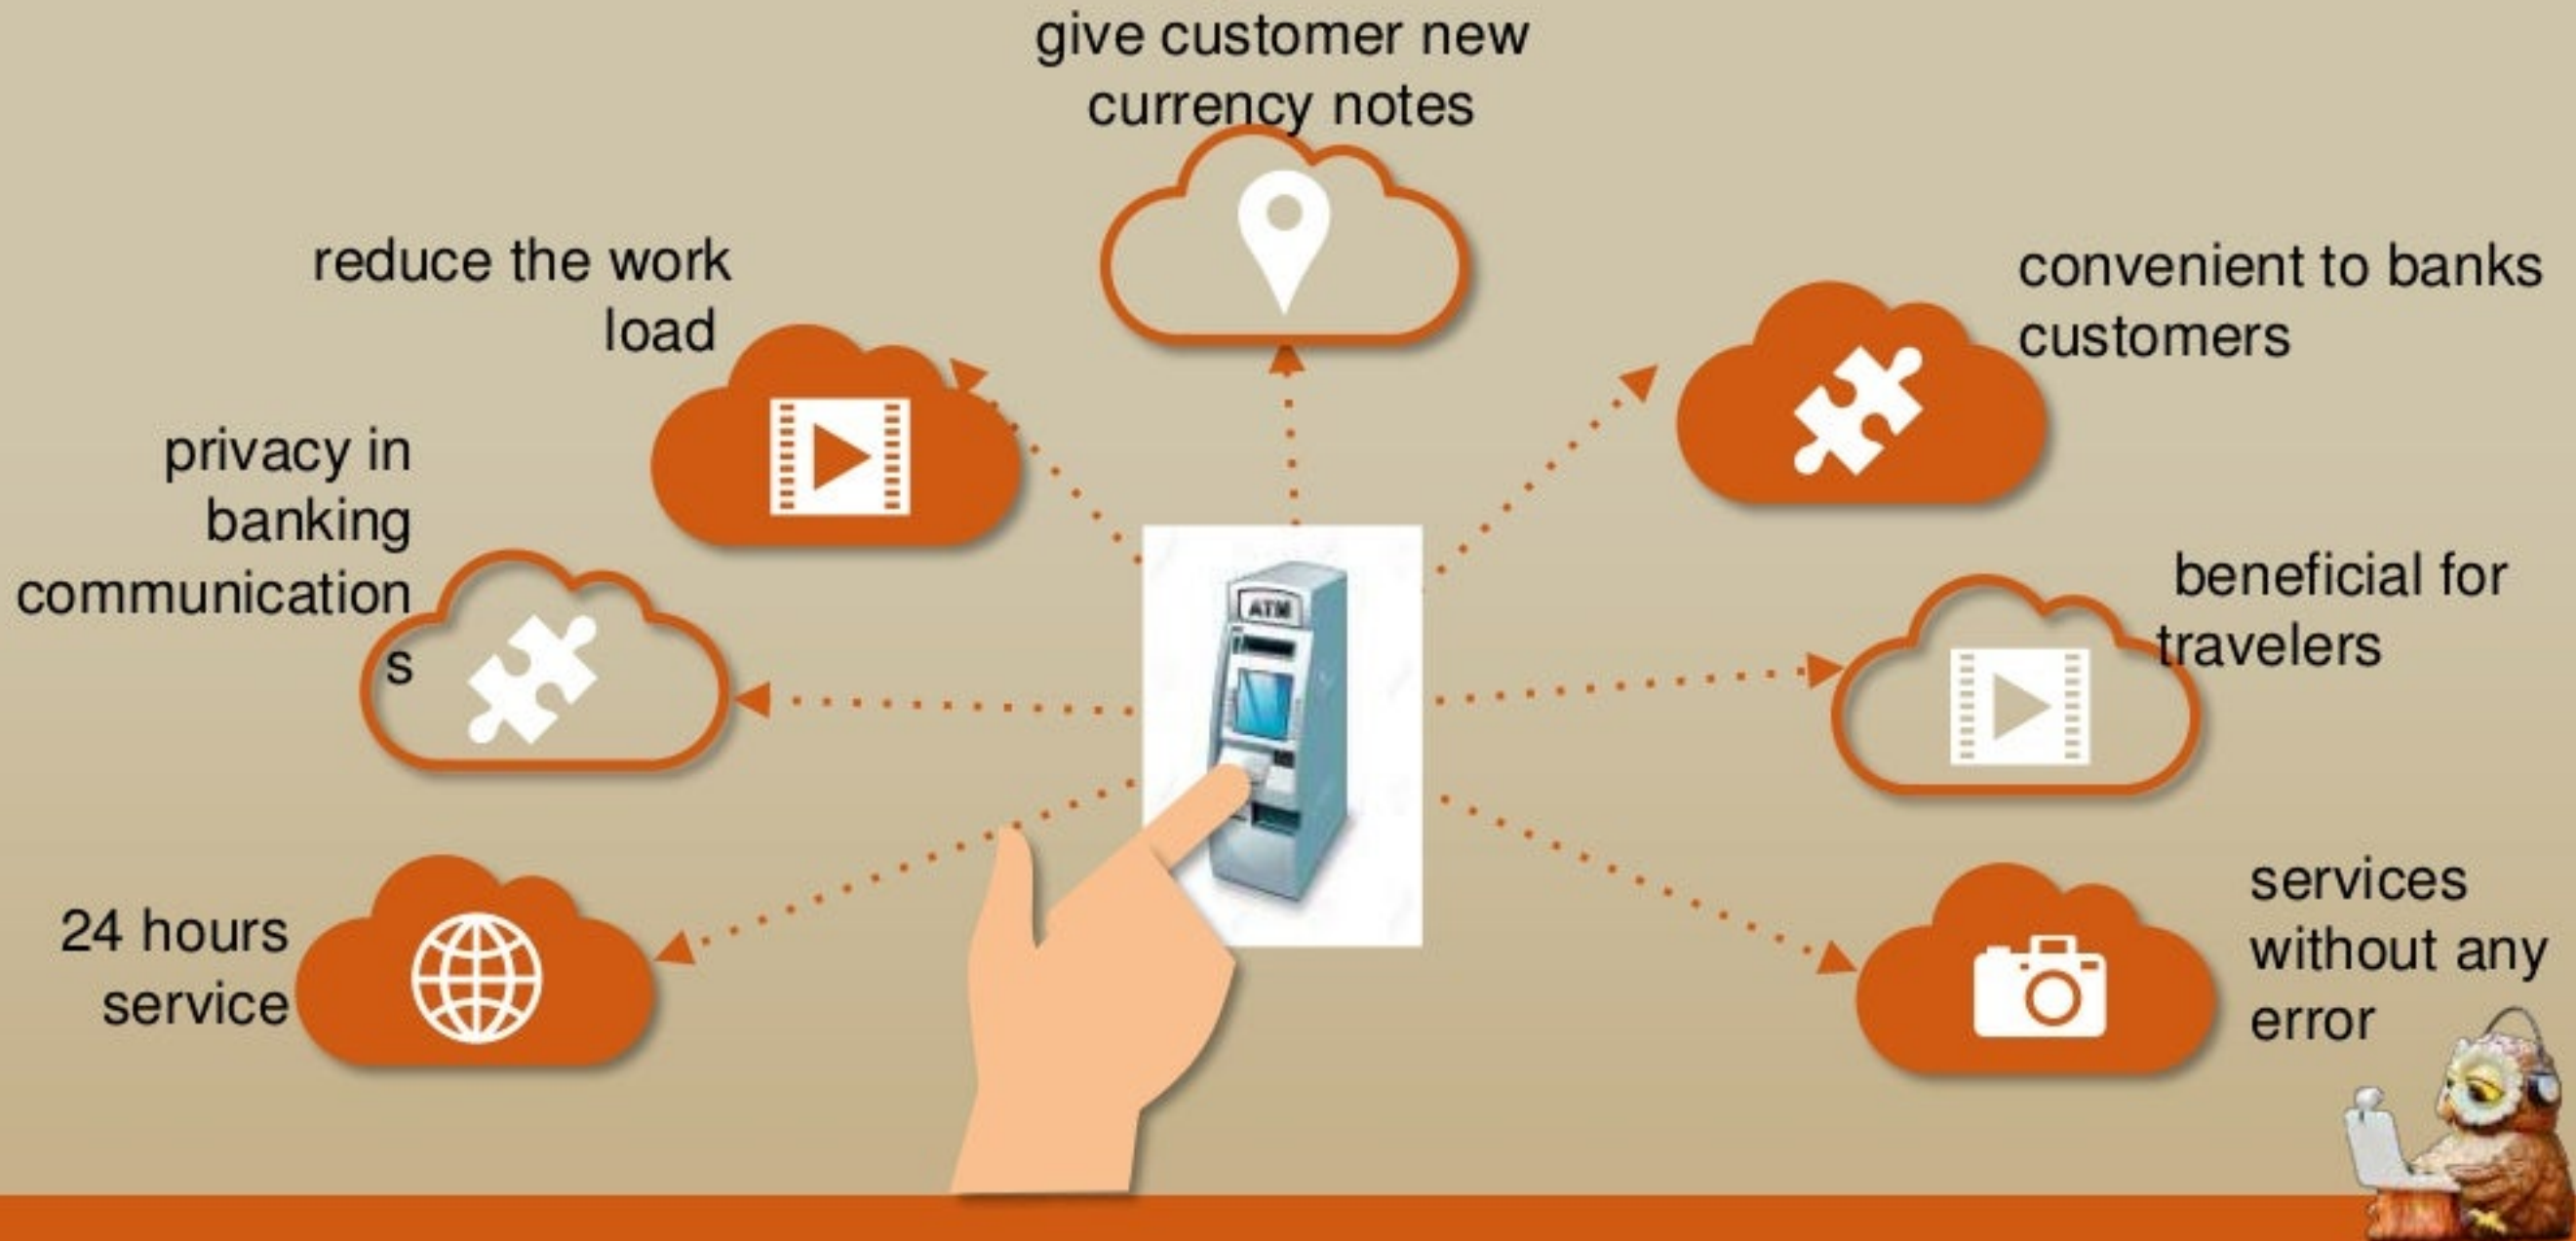 give customer new
currency notes
reduce the work
load
convenient to banks
customers
privacy in
banking
communication
s
beneficial for
travelers
ATM
24 hours
service
services
without any
error